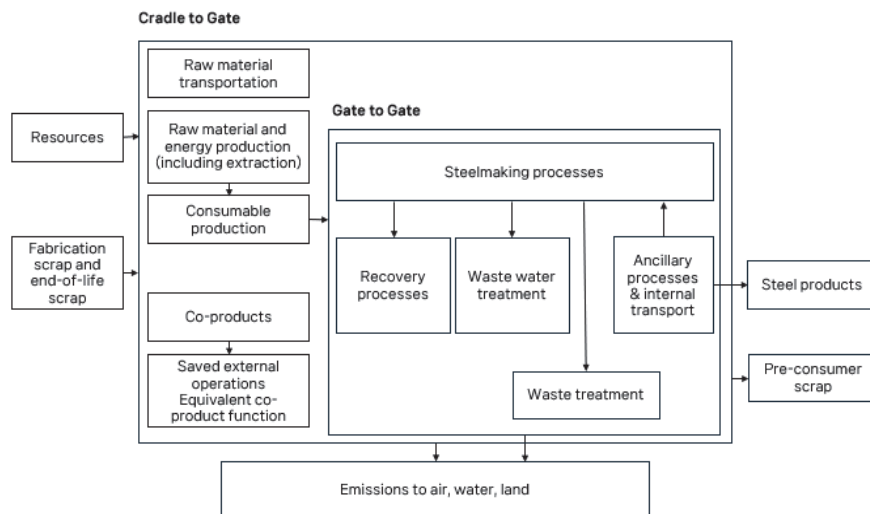 Cradle to Gate
Raw material
transportation
Gate to Gate
Resources
Raw material and
energy production
(including extraction)
Steelmaking processes
Consumable
production
Fabrication
scrap and
end-of-life
scrap
Recovery
processes
Waste water
treatment
Ancillary
processes
& internal
transport
Steel products
Co-products
Saved external
operations
Equivalent co-
product function
Waste treatment
Pre-consumer
scrap
Emissions to air, water, land